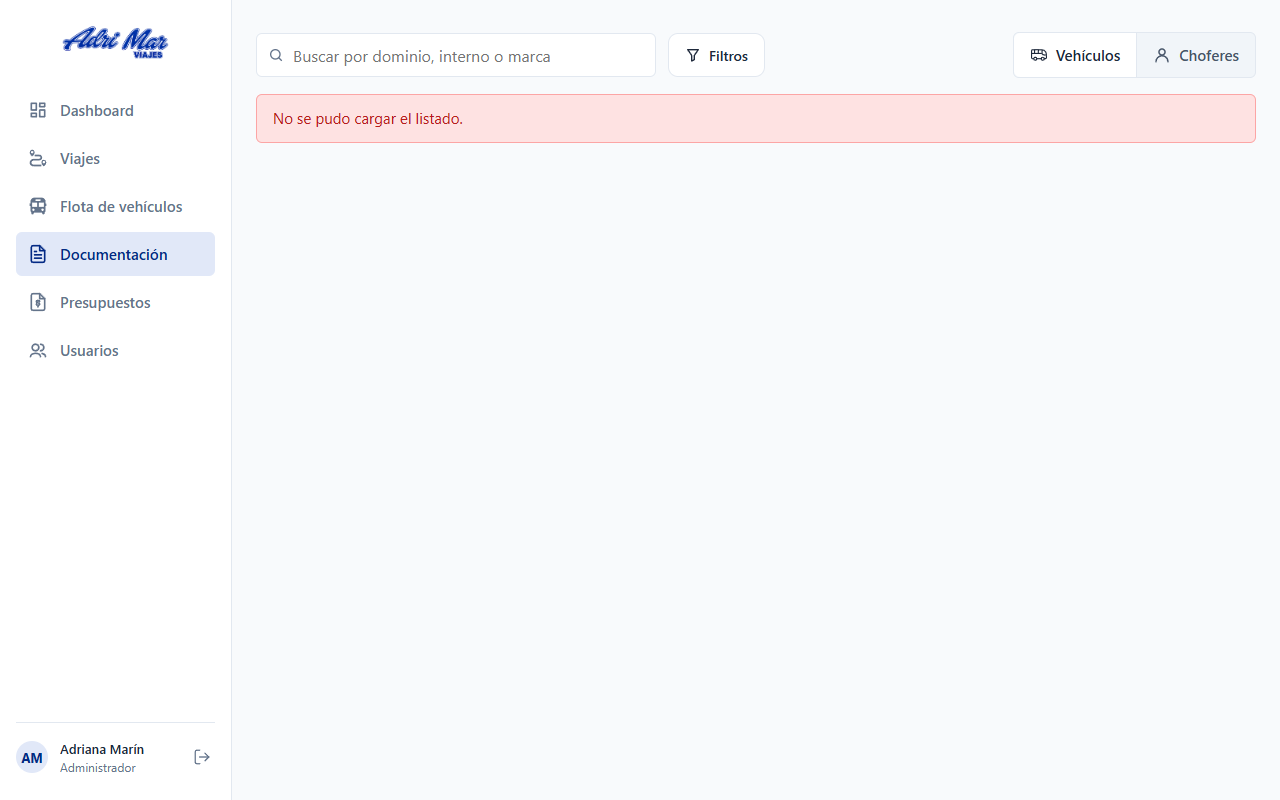 Adri Mar
VIAJES
Dashboard
Viajes
Flota de vehículos
Documentación
Presupuestos
Usuarios
AM
Adriana Marín
Administrador
Buscar por dominio, interno o marca
Filtros
Vehículos
Choferes
No se pudo cargar el listado.